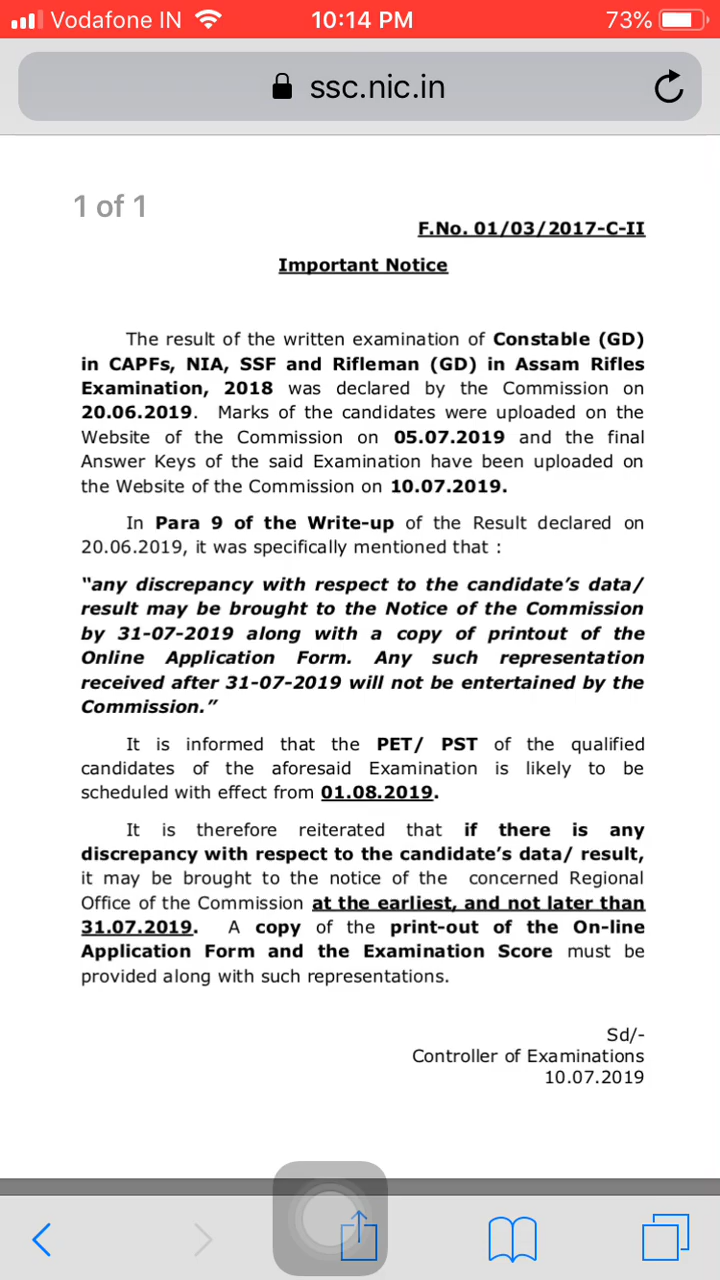 Vodafone IN 10:14 PM 73%
ssc.nic.in
1 of 1
F.No. 01/03/2017-C-II
Important Notice
The result of the written examination of Constable (GD)
in CAPFs, NIA, SSF and Rifleman (GD) in Assam Rifles
Examination, 2018 was declared by the Commission on
20.06.2019. Marks of the candidates were uploaded on the
Website of the Commission on 05.07.2019 and the final
Answer Keys of the said Examination have been uploaded on
the Website of the Commission on 10.07.2019.
In Para 9 of the Write-up of the Result declared on
20.06.2019, it was specifically mentioned that :
“any discrepancy with respect to the candidate’s data/
result may be brought to the Notice of the Commission
by 31-07-2019 along with a copy of printout of the
Online Application Form. Any such representation
received after 31-07-2019 will not be entertained by the
Commission.”
It is informed that the PET/ PST of the qualified
candidates of the aforesaid Examination is likely to be
scheduled with effect from 01.08.2019.
It is therefore reiterated that if there is any
discrepancy with respect to the candidate’s data/ result,
it may be brought to the notice of the concerned Regional
Office of the Commission at the earliest, and not later than
31.07.2019. A copy of the print-out of the On-line
Application Form and the Examination Score must be
provided along with such representations.
Sd/-
Controller of Examinations
10.07.2019